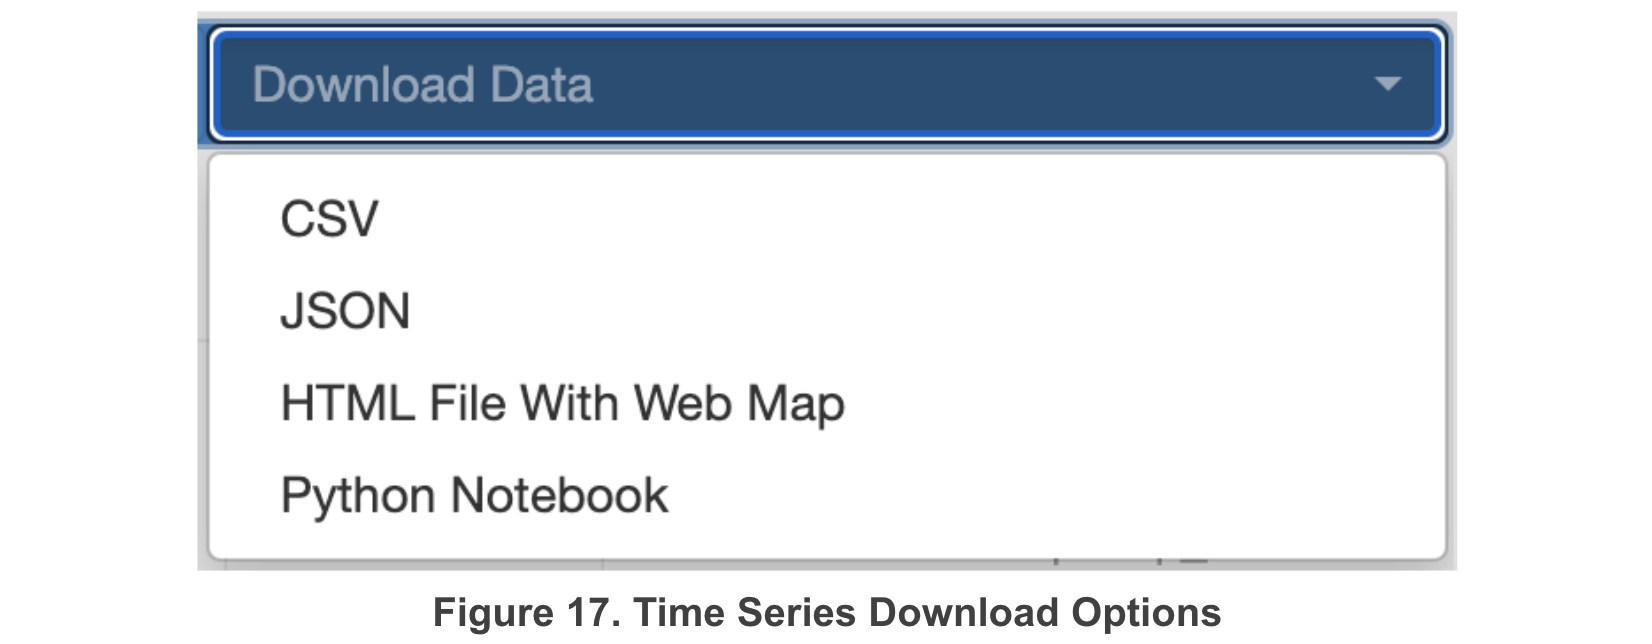 Download Data
CSV
JSON
HTML File With Web Map
Python Notebook
Figure 17. Time Series Download Options